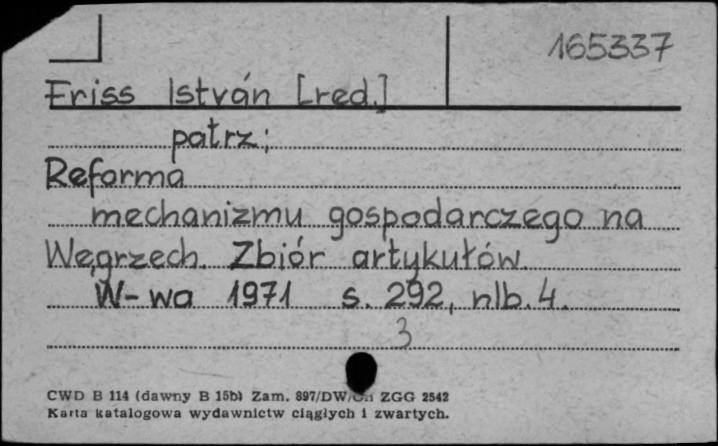 165337
Friss István [red.]
patrz:
Reforma
mechanizmu gospodarczego na
Węgrzech. Zbiór artykułów.
W-wa 1971 s. 292, nlb. 4.
3
CWD B 114 (dawny B 15b) Zam. 897/DW/ ZGG 2542
Karta katalogowa wydawnictw ciągłych i zwartych.